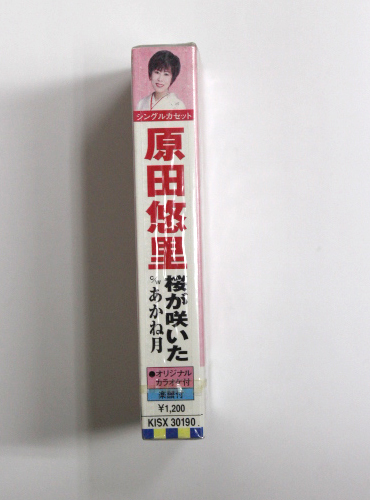 シングルカセット
原田悠里
桜が咲いた
c/w あかね月
●オリジナル
カラオケ付
楽譜付
¥1,200
KISX 30190